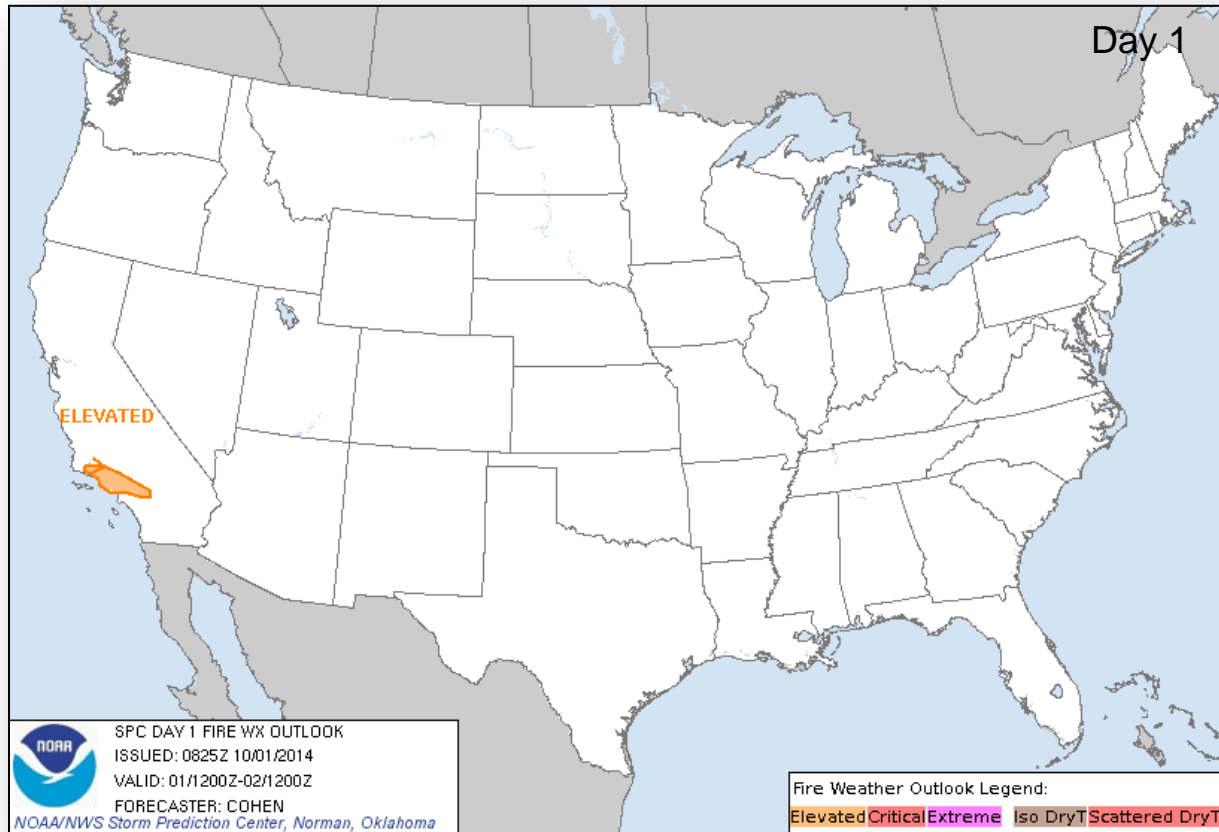 Day 1
ELEVATED
NOAA
SPC DAY 1 FIRE WX OUTLOOK
ISSUED: 0825Z 10/01/2014
VALID: 01/1200Z-02/1200Z
FORECASTER: COHEN
NOAA/NWS Storm Prediction Center, Norman, Oklahoma
Fire Weather Outlook Legend:
Elevated Critical Extreme Iso DryT Scattered DryT